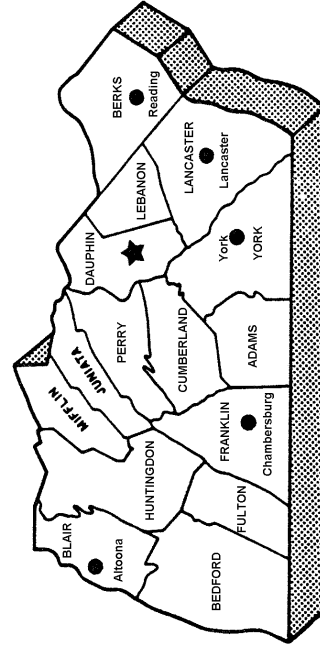 BERKS
Reading
LANCASTER
Lancaster
LEBANON
DAUPHIN
York
YORK
PERRY
CUMBERLAND
ADAMS
JUNIATA
MIFFLIN
HUNTINGDON
FRANKLIN
Chambersburg
FULTON
BLAIR
Altoona
BEDFORD